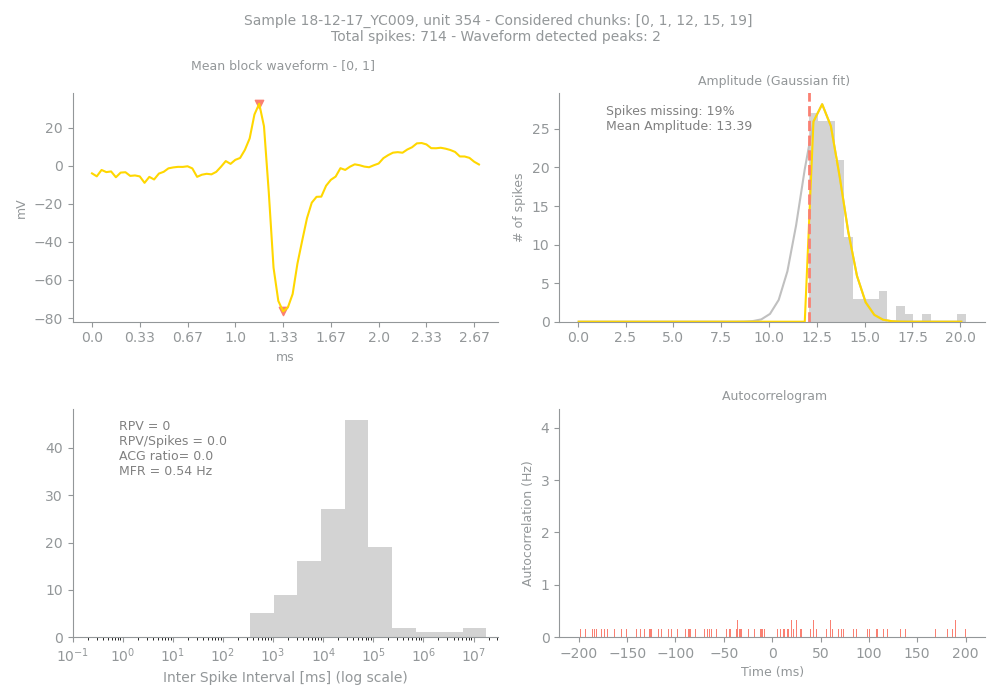 Sample 18-12-17_YC009, unit 354 - Considered chunks: [0, 1, 12, 15, 19]
Total spikes: 714 - Waveform detected peaks: 2
Mean block waveform - [0, 1]
mV
20
0
−20
−40
−60
−80
0.0 0.33 0.67 1.0 1.33 1.67 2.0 2.33 2.67
ms
Amplitude (Gaussian fit)
Spikes missing: 19%
Mean Amplitude: 13.39
# of spikes
25
20
15
10
5
0
0.0 2.5 5.0 7.5 10.0 12.5 15.0 17.5 20.0
RPV = 0
RPV/Spikes = 0.0
ACG ratio= 0.0
MFR = 0.54 Hz
40
30
20
10
0
10⁻¹ 10⁰ 10¹ 10² 10³ 10⁴ 10⁵ 10⁶ 10⁷
Inter Spike Interval [ms] (log scale)
Autocorrelogram
Autocorrelation (Hz)
4
3
2
1
0
−200 −150 −100 −50 0 50 100 150 200
Time (ms)